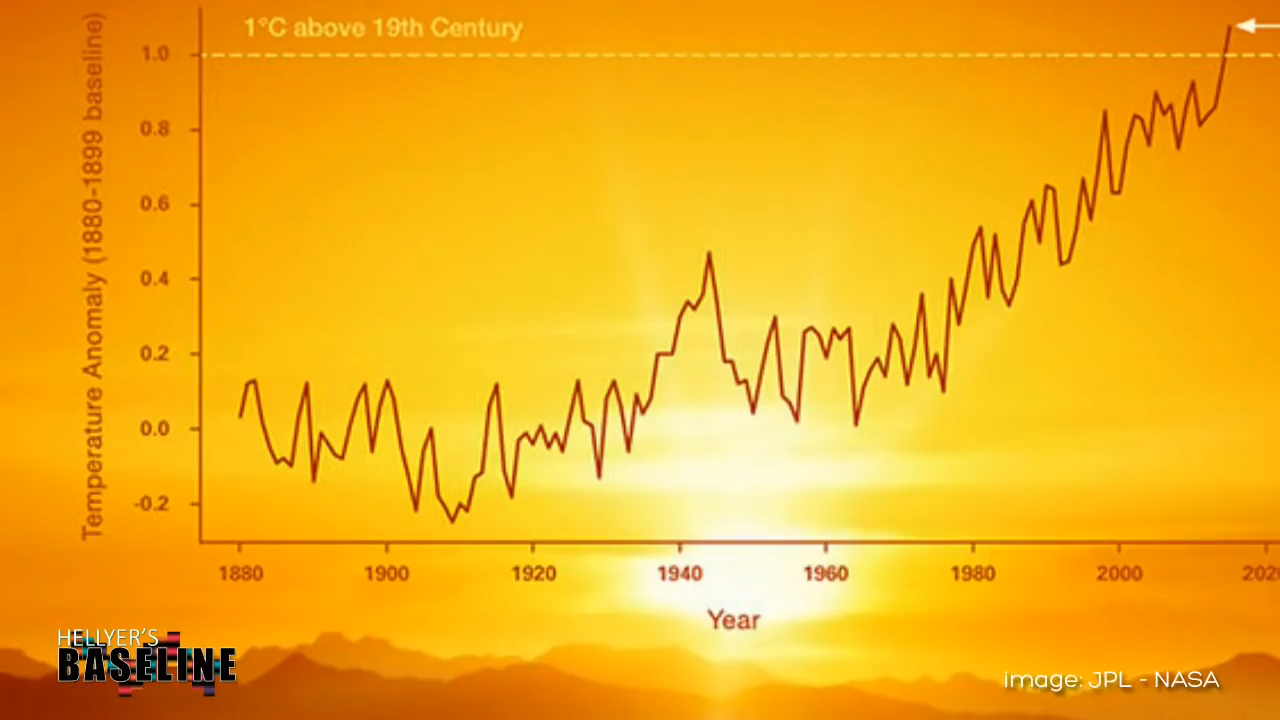 1°C above 19th Century
Temperature Anomaly (1880-1899 baseline)
1.0
0.8
0.6
0.4
0.2
0.0
-0.2
1880 1900 1920 1940 1960 1980 2000 2020
Year
HELLYER'S
BASELINE
image: JPL - NASA